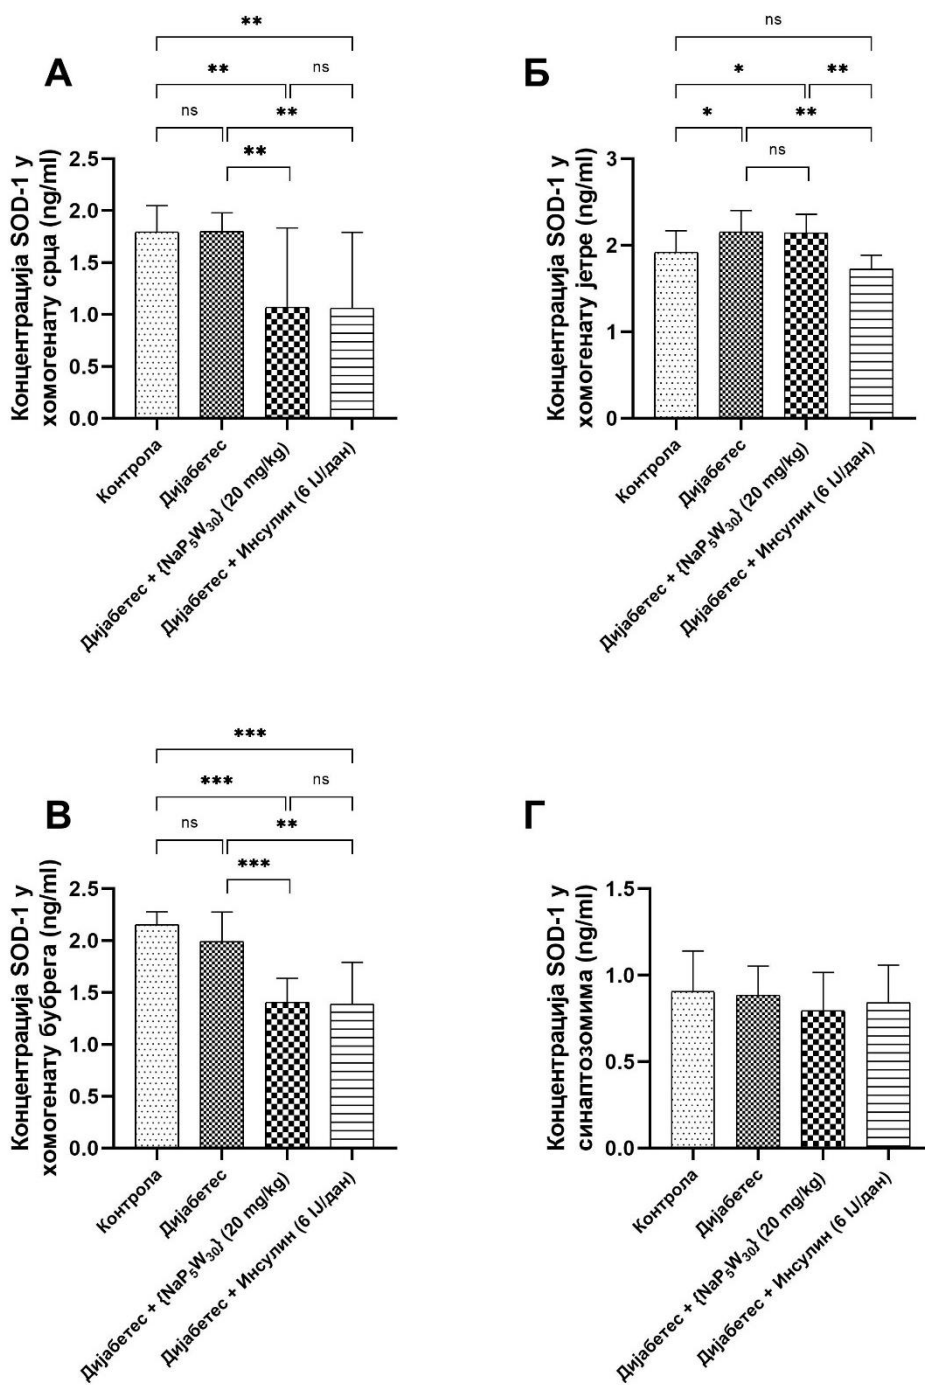 **
А
** ns
ns **
**
Концентрација SOD-1 у
хомогенату срца (ng/ml)
2.5
2.0
1.5
1.0
0.5
0.0
Контрола
Дијабетес
Дијабетес + {NaP₅W₃₀} (20 mg/kg)
Дијабетес + Инсулин (6 IJ/дан)
ns
Б
* **
* **
ns
Концентрација SOD-1 у
хомогенату јетре (ng/ml)
3
2
1
0
Контрола
Дијабетес
Дијабетес + {NaP₅W₃₀} (20 mg/kg)
Дијабетес + Инсулин (6 IJ/дан)
***
В
*** ns
ns **
***
Концентрација SOD-1 у
хомогенату бубрега (ng/ml)
2.5
2.0
1.5
1.0
0.5
0.0
Контрола
Дијабетес
Дијабетес + {NaP₅W₃₀} (20 mg/kg)
Дијабетес + Инсулин (6 IJ/дан)
Г
Концентрација SOD-1 у
синаптозомима (ng/ml)
1.5
1.0
0.5
0.0
Контрола
Дијабетес
Дијабетес + {NaP₅W₃₀} (20 mg/kg)
Дијабетес + Инсулин (6 IJ/дан)